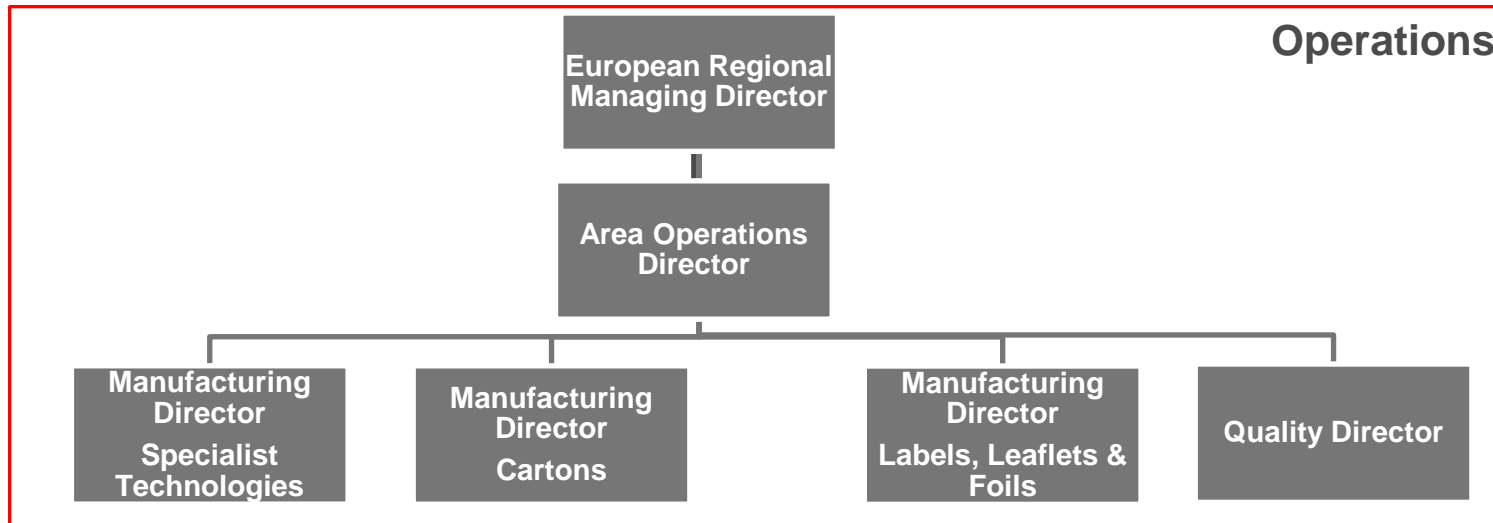 Operations
European Regional
Managing Director
Area Operations
Director
Manufacturing
Director
Specialist
Technologies
Manufacturing
Director
Cartons
Manufacturing
Director
Labels, Leaflets &
Foils
Quality Director